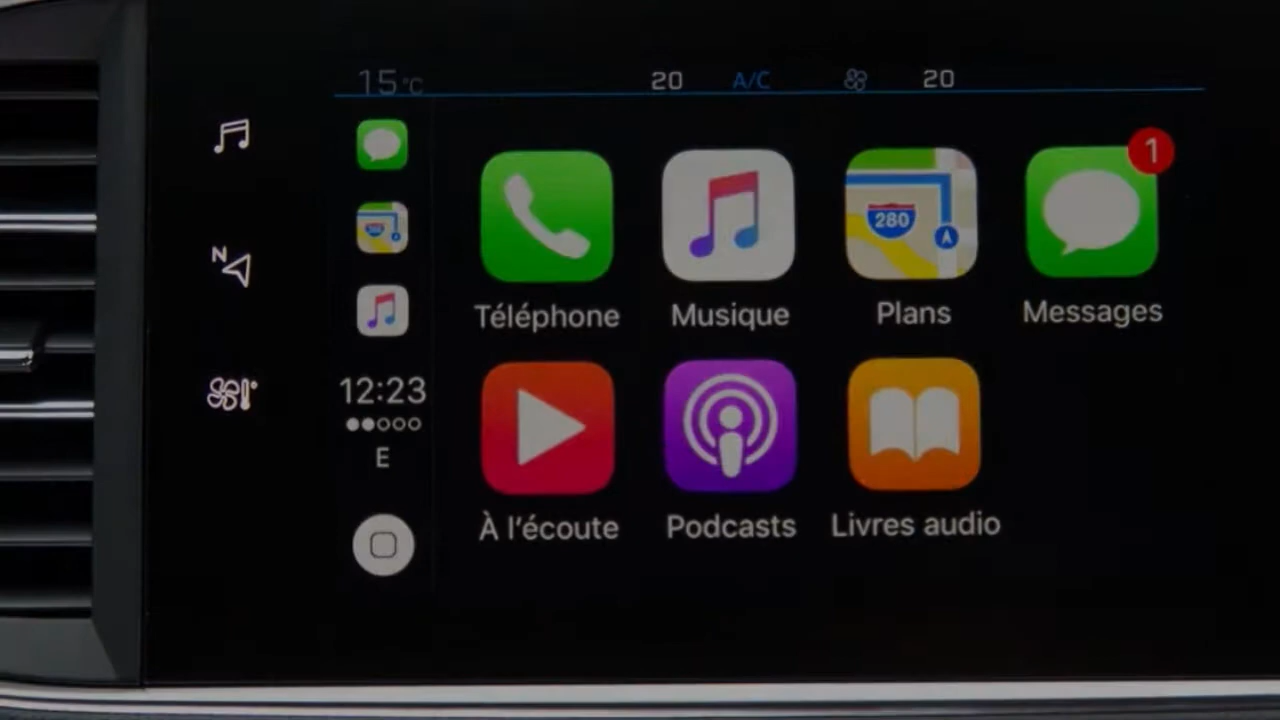 15°C 20 A/C 20
N
280
1
Téléphone Musique Plans Messages
12:23
E
À l'écoute Podcasts Livres audio